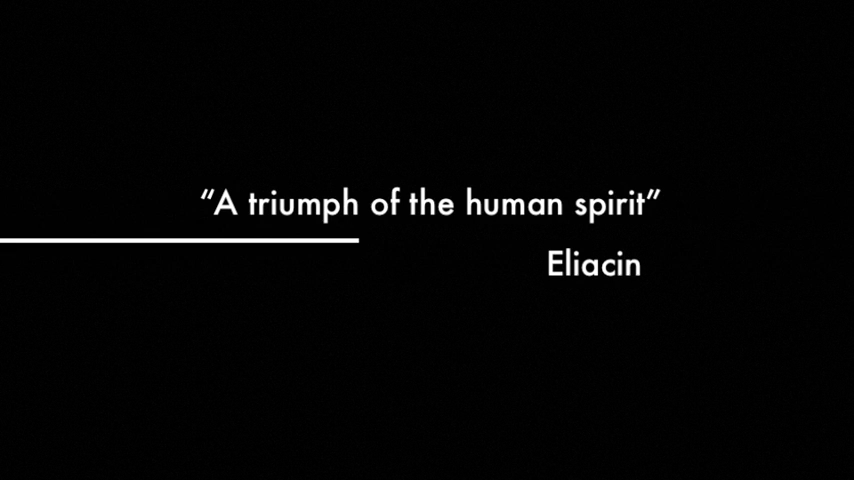 “A triumph of the human spirit”
Eliacin